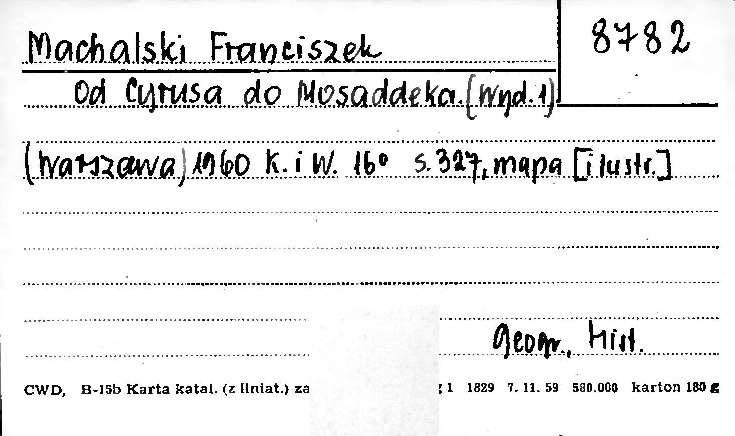 Machalski Franciszek
8782
Od Cyrusa do Mosaddeka. (Wyd. 1)
(Warszawa) 1960 K. i W. 16° s. 327, mapa [ilustr.]
Geogr., Hist.
CWD, B-15b Karta katal. (z liniat.) za 1 1829 7. 11. 59 580.000 karton 180 g